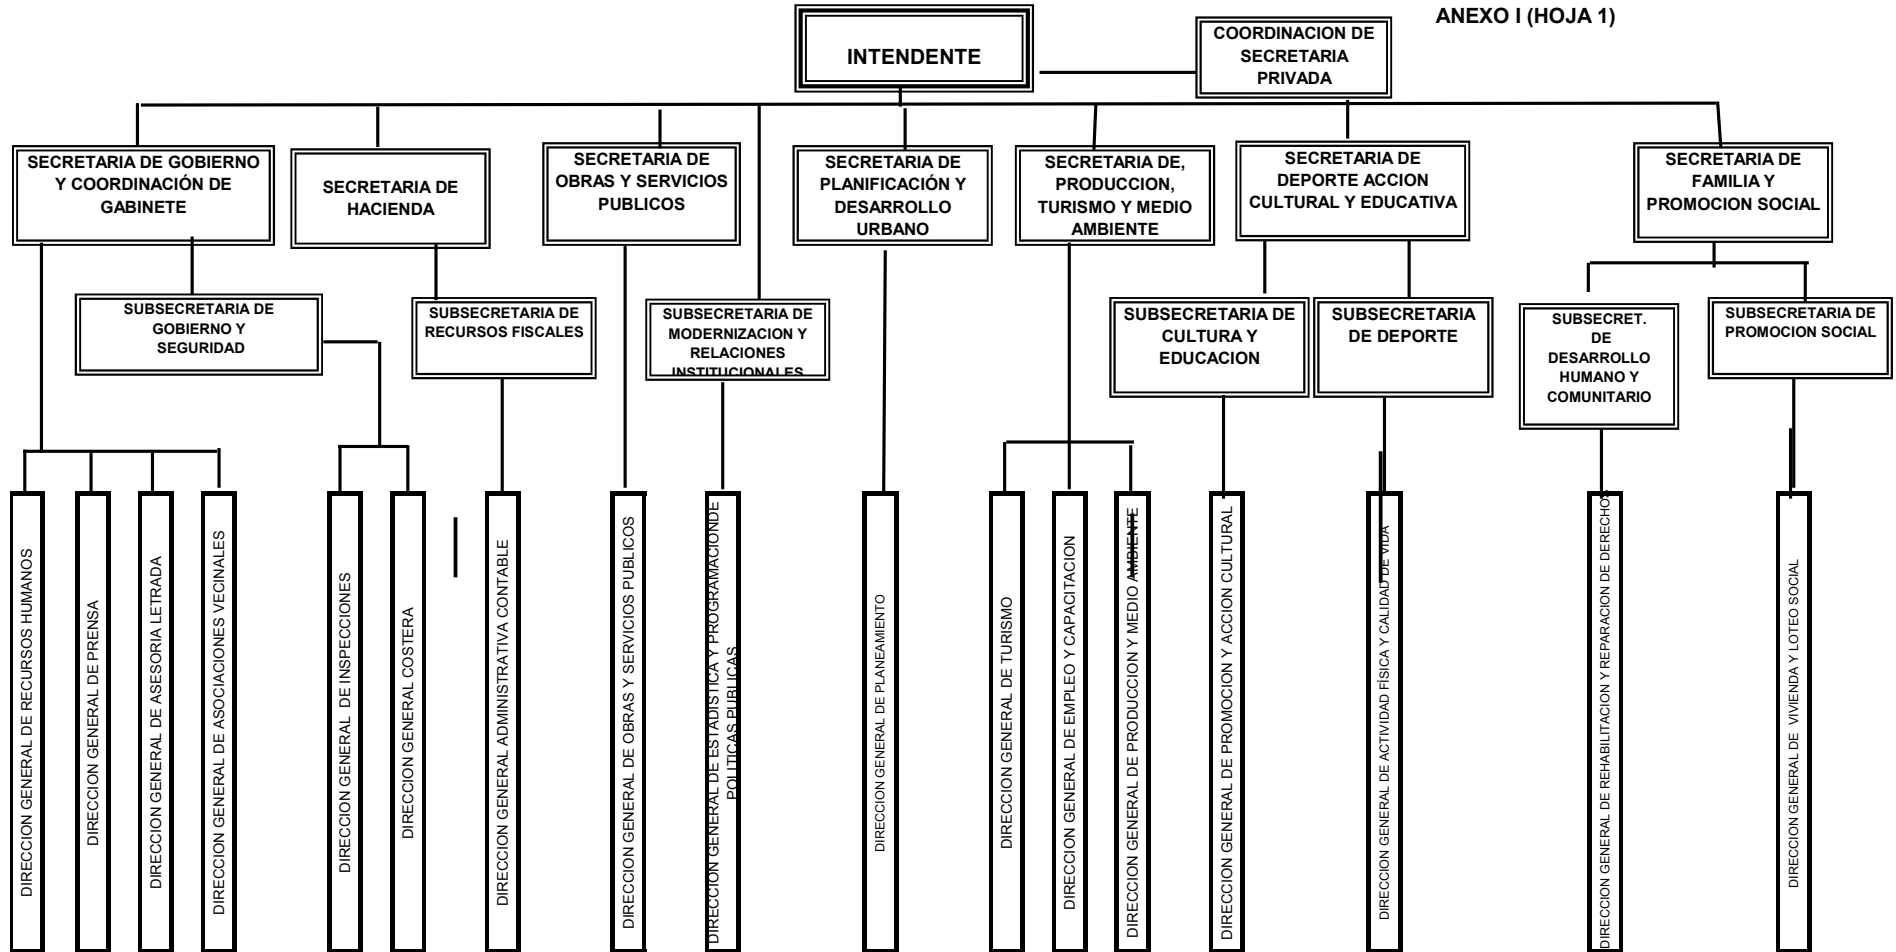 ANEXO I (HOJA 1)
INTENDENTE
COORDINACION DE
SECRETARIA
PRIVADA
SECRETARIA DE GOBIERNO
Y COORDINACIÓN DE
GABINETE
SECRETARIA DE
HACIENDA
SECRETARIA DE
OBRAS Y SERVICIOS
PUBLICOS
SECRETARIA DE
PLANIFICACIÓN Y
DESARROLLO
URBANO
SECRETARIA DE,
PRODUCCION,
TURISMO Y MEDIO
AMBIENTE
SECRETARIA DE
DEPORTE ACCION
CULTURAL Y EDUCATIVA
SECRETARIA DE
FAMILIA Y
PROMOCION SOCIAL
SUBSECRETARIA DE
GOBIERNO Y
SEGURIDAD
SUBSECRETARIA DE
RECURSOS FISCALES
SUBSECRETARIA DE
MODERNIZACION Y
RELACIONES
INSTITUCIONALES
SUBSECRETARIA DE
CULTURA Y
EDUCACION
SUBSECRETARIA
DE DEPORTE
SUBSECRET.
DE
DESARROLLO
HUMANO Y
COMUNITARIO
SUBSECRETARIA DE
PROMOCION SOCIAL
DIRECCION GENERAL DE RECURSOS HUMANOS
DIRECCION GENERAL DE PRENSA
DIRECCION GENERAL DE ASESORIA LETRADA
DIRECCION GENERAL DE ASOCIACIONES VECINALES
DIRECCION GENERAL  DE INSPECCIONES
DIRECCION GENERAL COSTERA
DIRECCION GENERAL ADMINISTRATIVA CONTABLE
DIRECCION GENERAL DE OBRAS Y SERVICIOS PUBLICOS
DIRECCION GENERAL DE ESTADISTICA Y PROGRAMACIONDE
POLITICAS PUBLICAS
DIRECCION GENERAL DE PLANEAMIENTO
DIRECCION GENERAL DE TURISMO
DIRECCION GENERAL DE EMPLEO Y CAPACITACION
DIRECCION GENERAL DE PRODUCCION Y MEDIO AMBIENTE
DIRECCION GENERAL DE PROMOCION Y ACCION CULTURAL
DIRECCION GENERAL DE ACTIVIDAD FÍSICA Y CALIDAD DE VIDA
DIRECCION GENERAL DE REHABILITACION Y REPARACION DE DERECHOS
DIRECCION GENERAL DE  VIVIENDA Y LOTEO SOCIAL